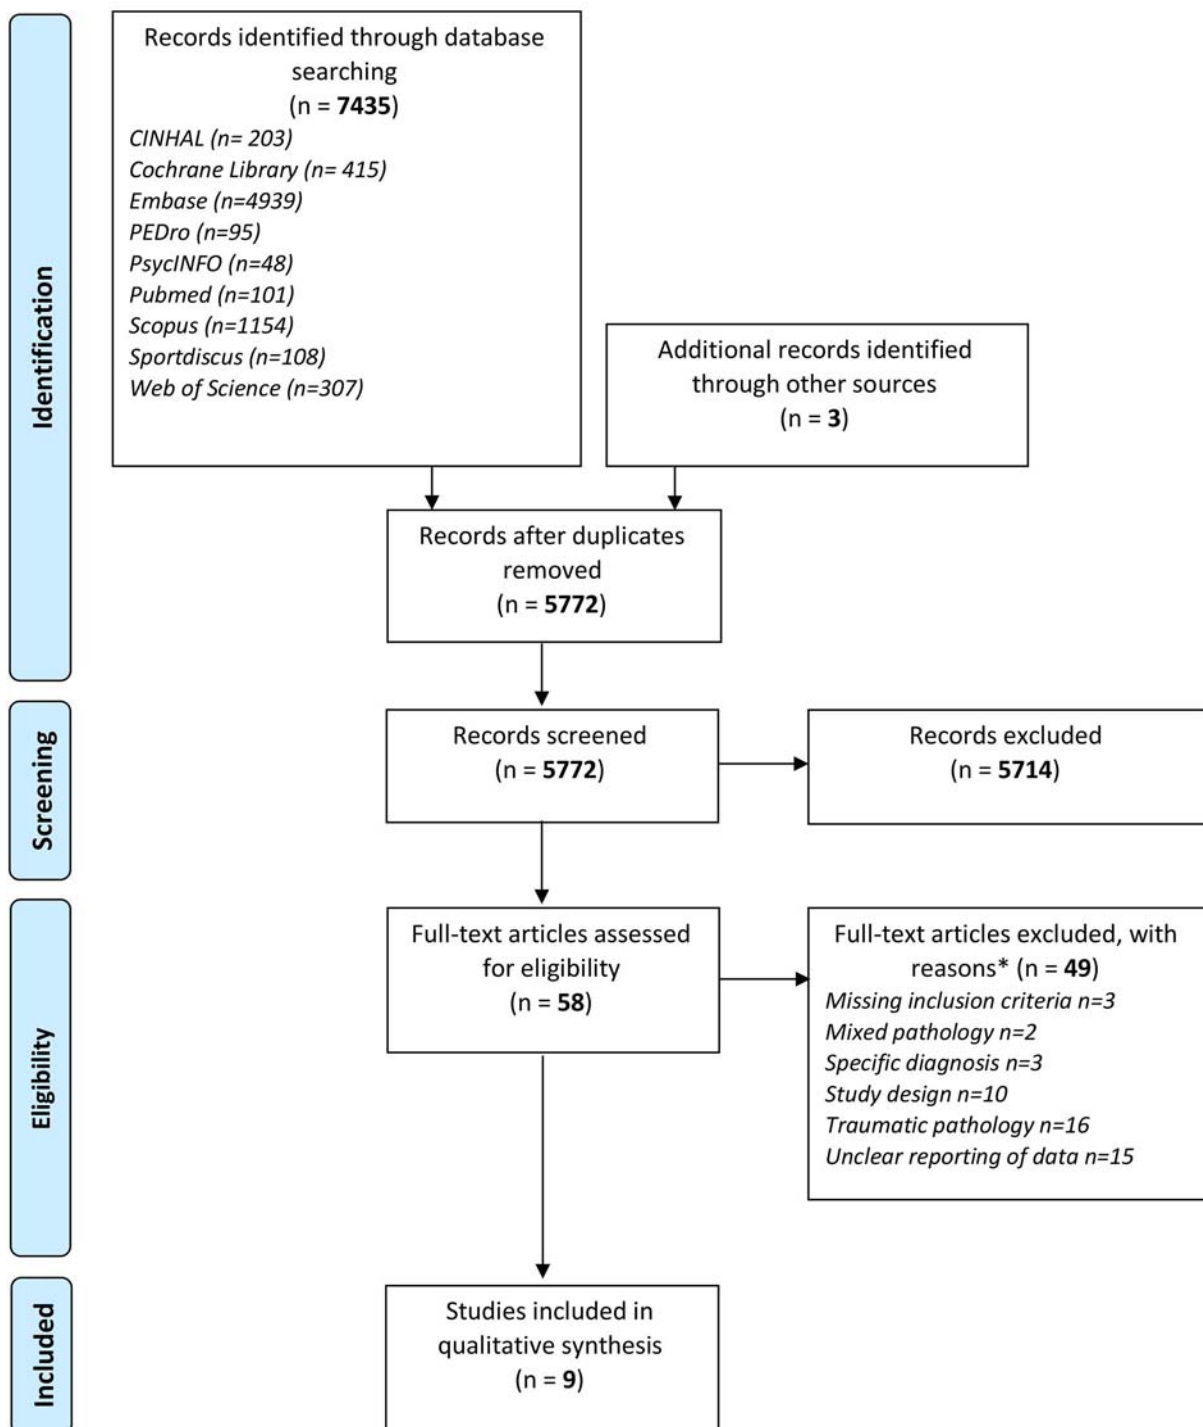 Identification
Records identified through database
searching
(n = 7435)
CINHAL (n= 203)
Cochrane Library (n= 415)
Embase (n=4939)
PEDro (n=95)
PsycINFO (n=48)
Pubmed (n=101)
Scopus (n=1154)
Sportdiscus (n=108)
Web of Science (n=307)
Additional records identified
through other sources
(n = 3)
Records after duplicates
removed
(n = 5772)
Screening
Records screened
(n = 5772)
Records excluded
(n = 5714)
Eligibility
Full-text articles assessed
for eligibility
(n = 58)
Full-text articles excluded, with
reasons* (n = 49)
Missing inclusion criteria n=3
Mixed pathology n=2
Specific diagnosis n=3
Study design n=10
Traumatic pathology n=16
Unclear reporting of data n=15
Included
Studies included in
qualitative synthesis
(n = 9)